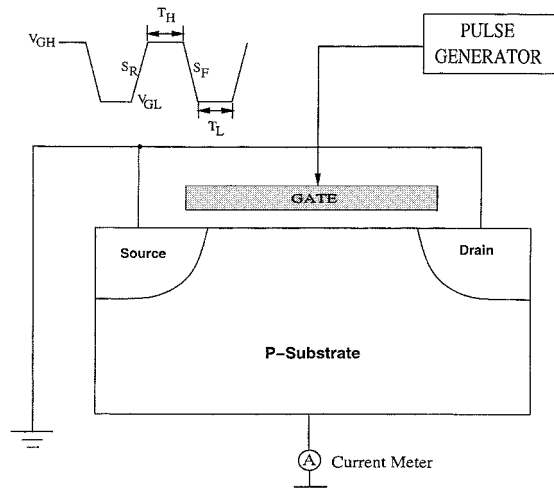 T_H
V_GH
S_R
S_F
V_GL
T_L
PULSE
GENERATOR
GATE
Source
Drain
P-Substrate
A
Current Meter